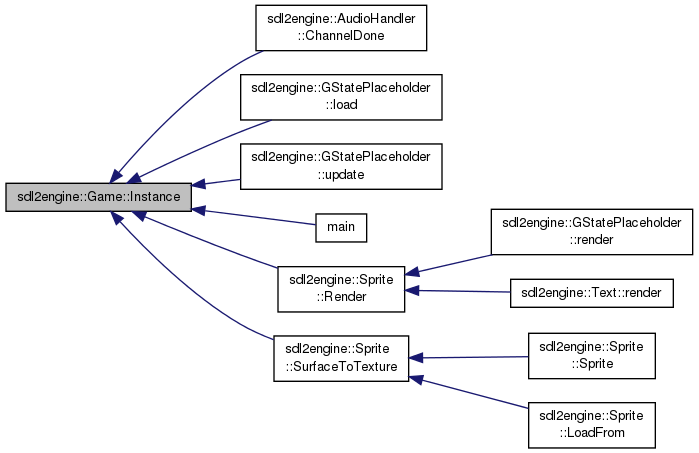 sdl2engine::AudioHandler
::ChannelDone
sdl2engine::GStatePlaceholder
::load
sdl2engine::GStatePlaceholder
::update
sdl2engine::Game::Instance
main
sdl2engine::GStatePlaceholder
::render
sdl2engine::Sprite
::Render
sdl2engine::Text::render
sdl2engine::Sprite
::SurfaceToTexture
sdl2engine::Sprite
::Sprite
sdl2engine::Sprite
::LoadFrom